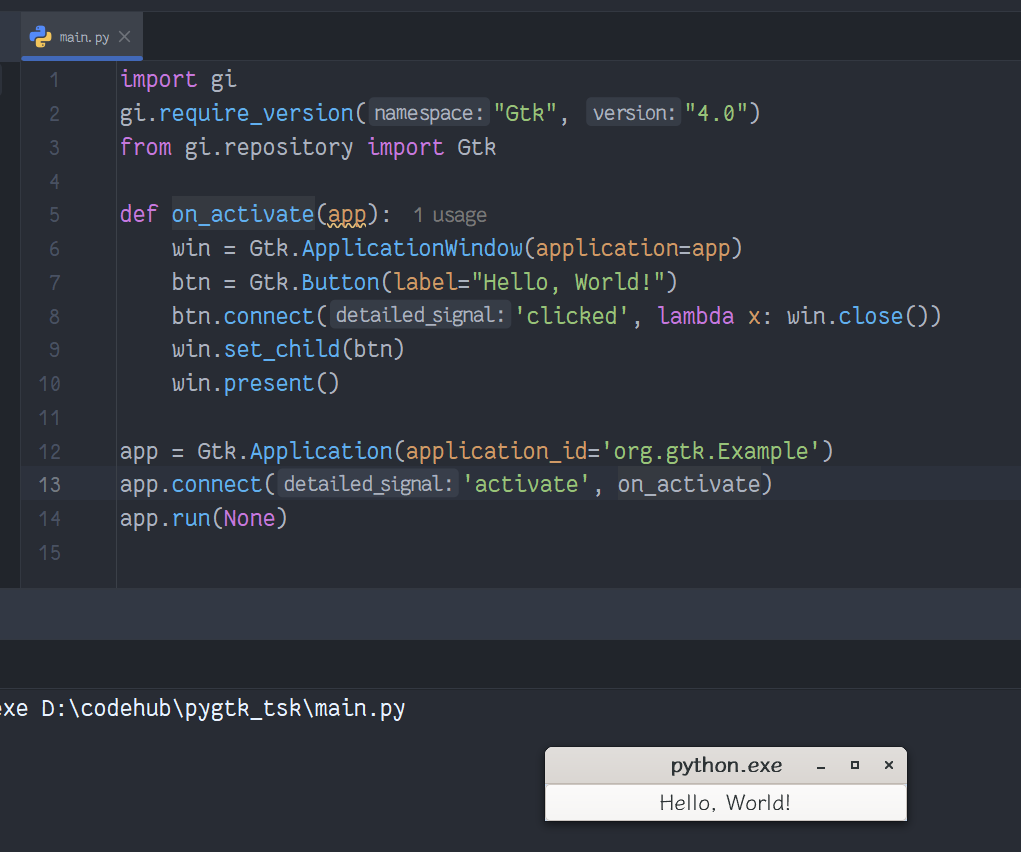 main.py
1 import gi
2 gi.require_version(namespace: "Gtk", version: "4.0")
3 from gi.repository import Gtk
4
5 def on_activate(app): 1 usage
6 win = Gtk.ApplicationWindow(application=app)
7 btn = Gtk.Button(label="Hello, World!")
8 btn.connect(detailed_signal: 'clicked', lambda x: win.close())
9 win.set_child(btn)
10 win.present()
11
12 app = Gtk.Application(application_id='org.gtk.Example')
13 app.connect(detailed_signal: 'activate', on_activate)
14 app.run(None)
15
exe D:\codehub\pygtk_tsk\main.py
python.exe
Hello, World!